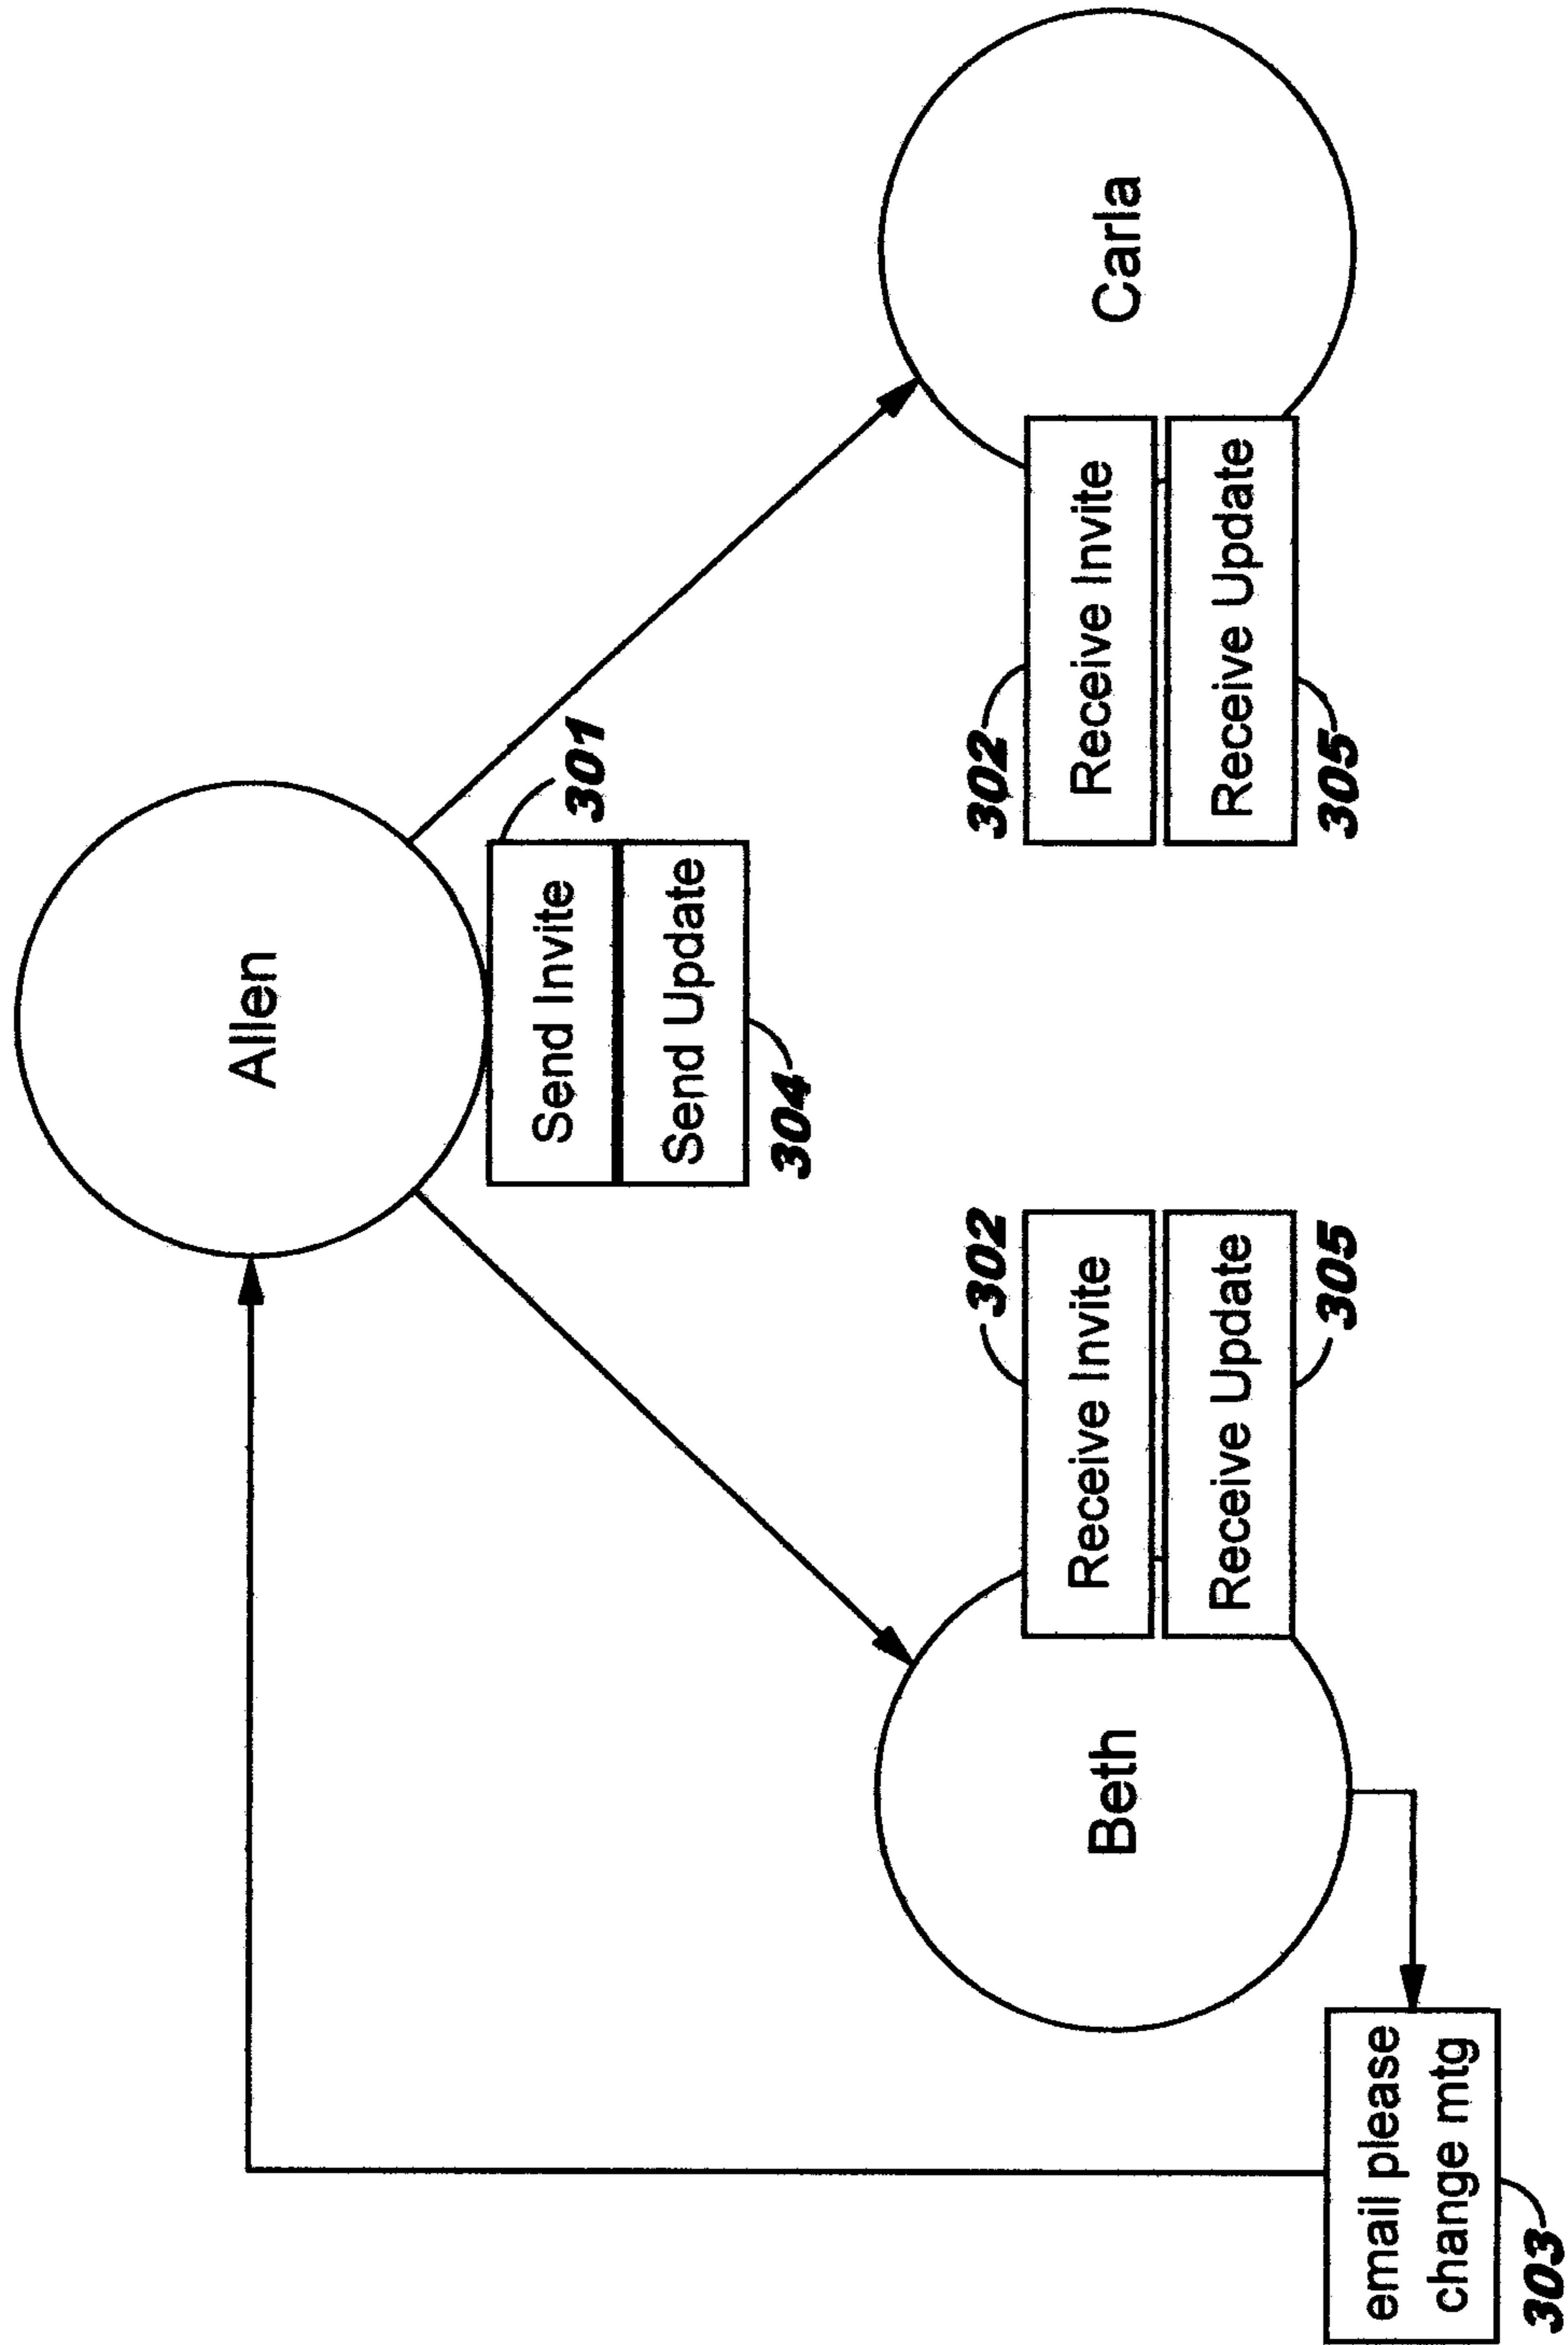 Allen
Send Invite
301
Send Update
304
302
302
Receive Invite
Receive Invite
Beth
Carla
Receive Update
Receive Update
305
305
email please
change mtg
303